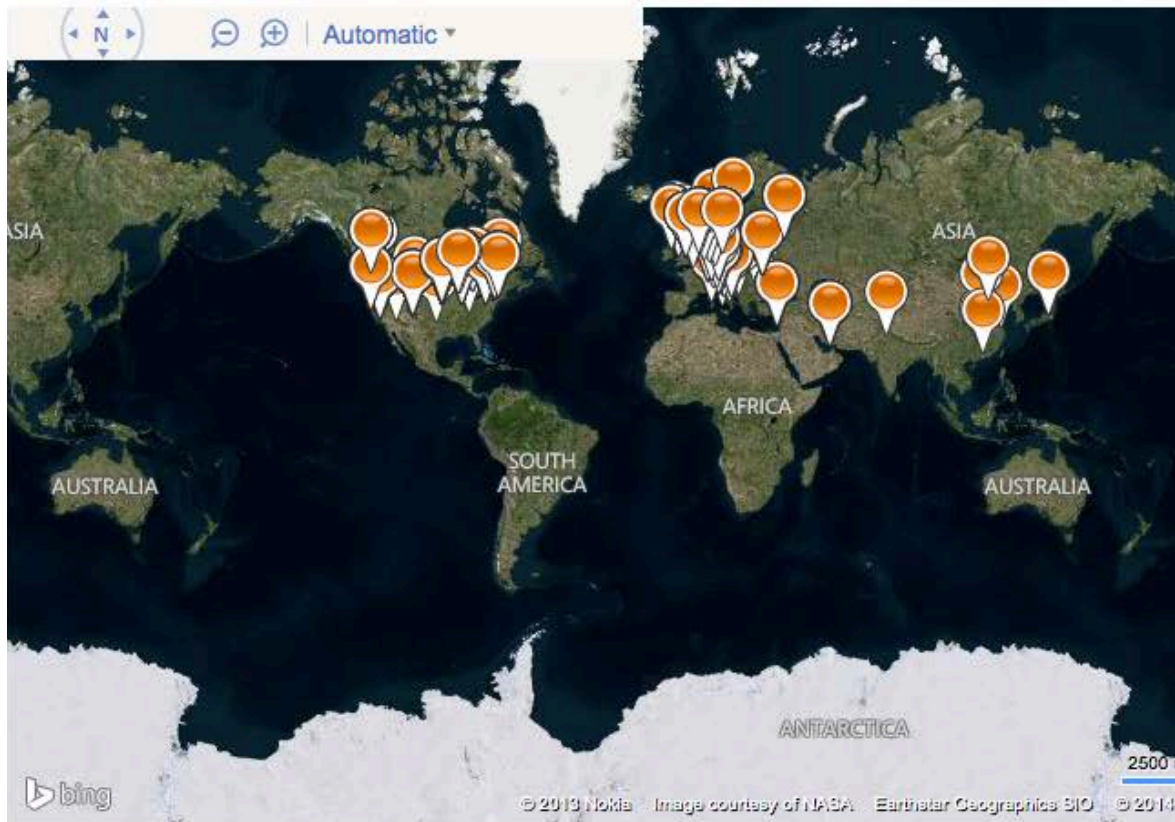 N
Automatic
ASIA
ASIA
AFRICA
SOUTH
AMERICA
AUSTRALIA
AUSTRALIA
ANTARCTICA
2500
bing
© 2013 Nokia Image courtesy of NASA Earthstar Geographics SIO © 2014